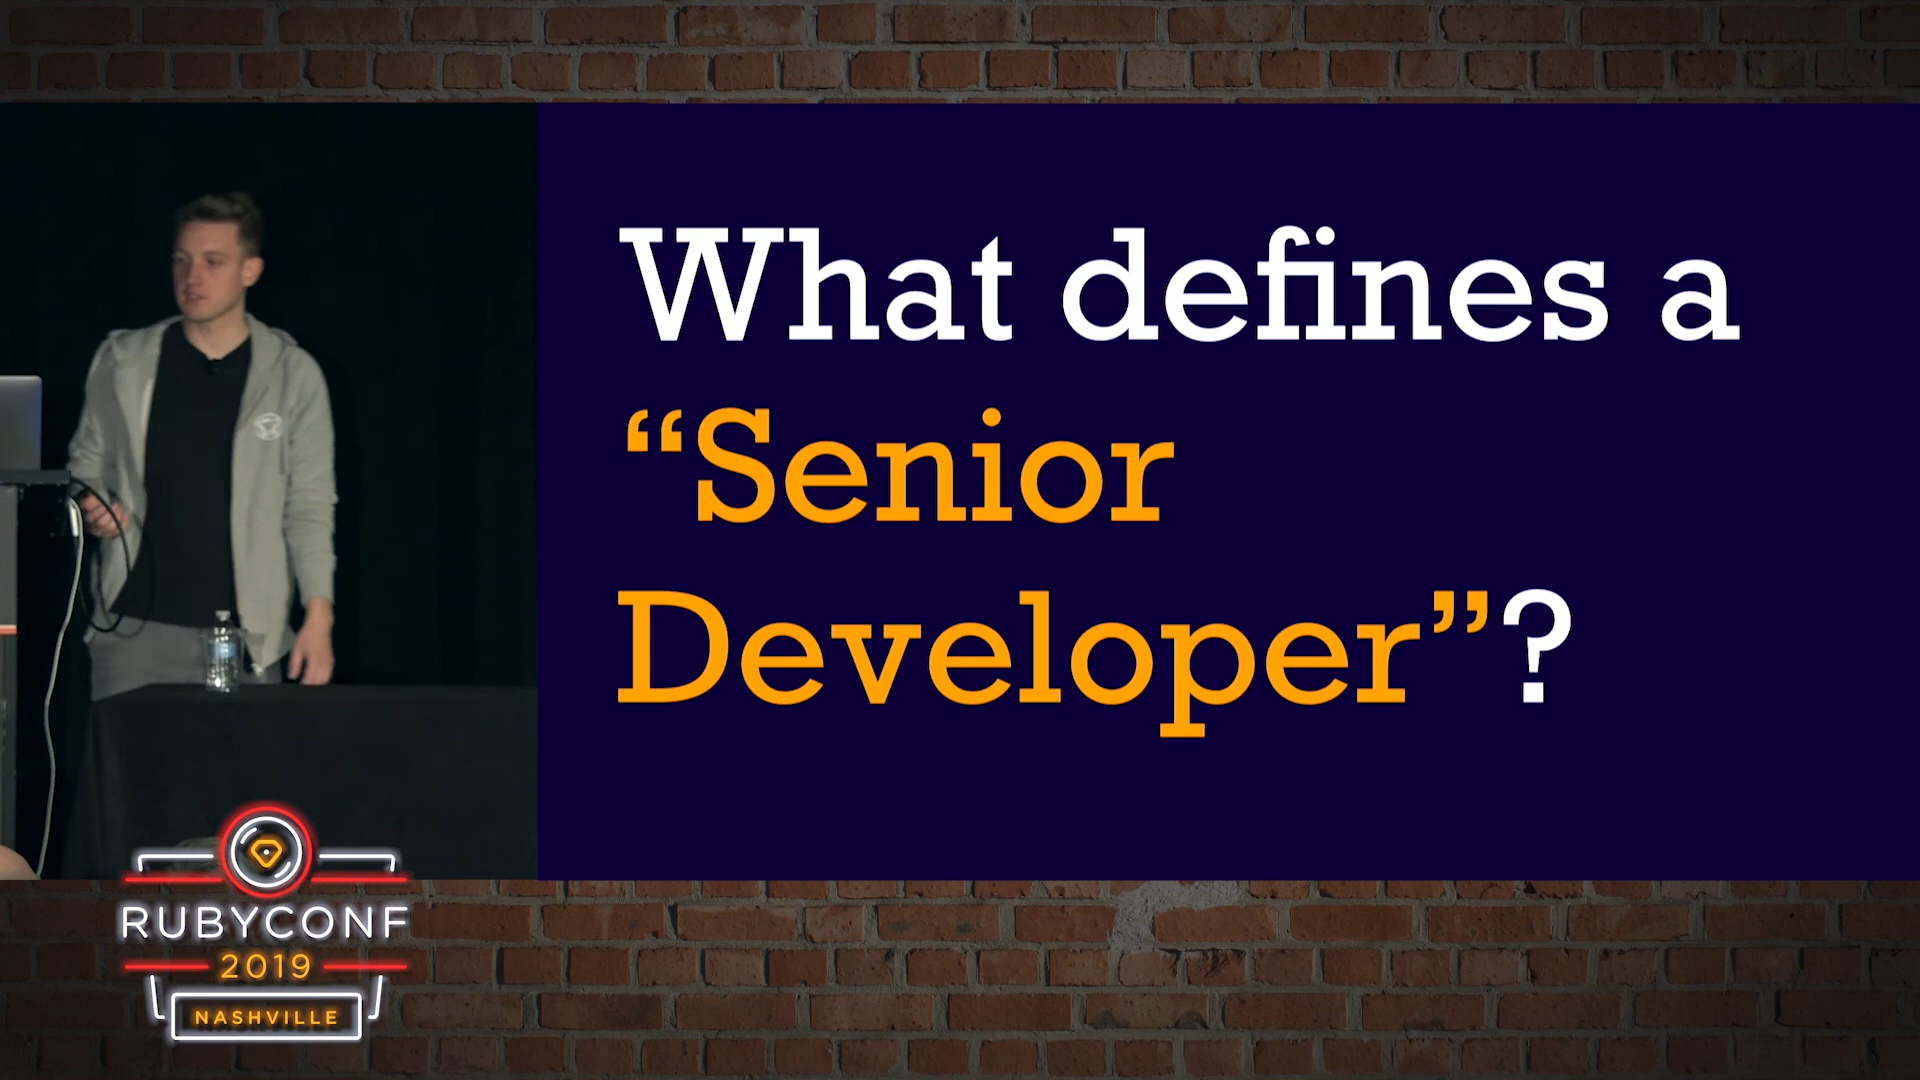 What defines a
“Senior
Developer”?
RUBYCONF
2019
NASHVILLE